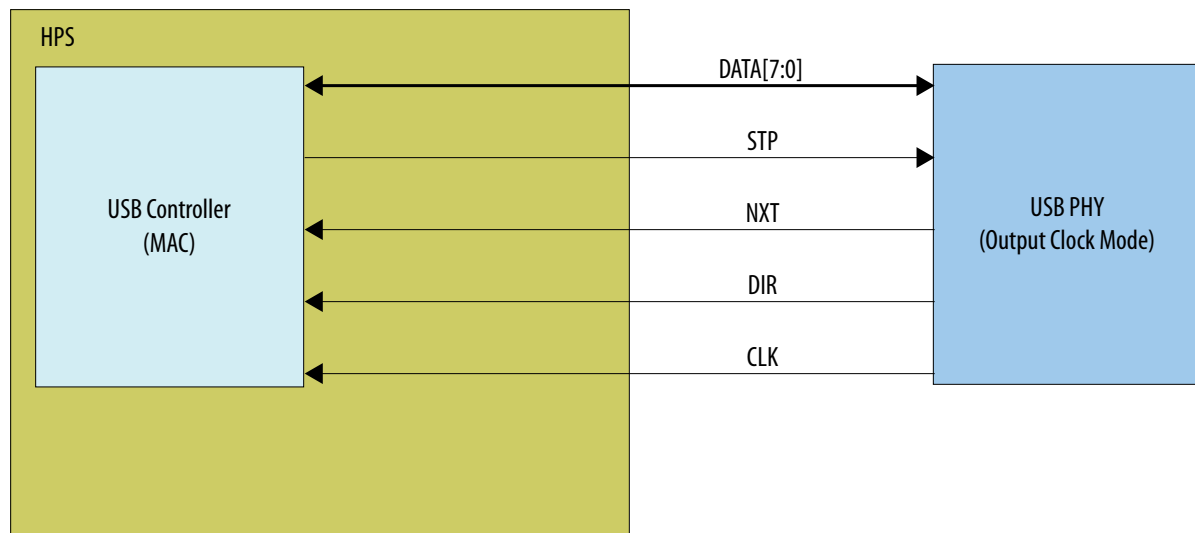 HPS
DATA[7:0]
STP
USB Controller
(MAC)
NXT
USB PHY
(Output Clock Mode)
DIR
CLK